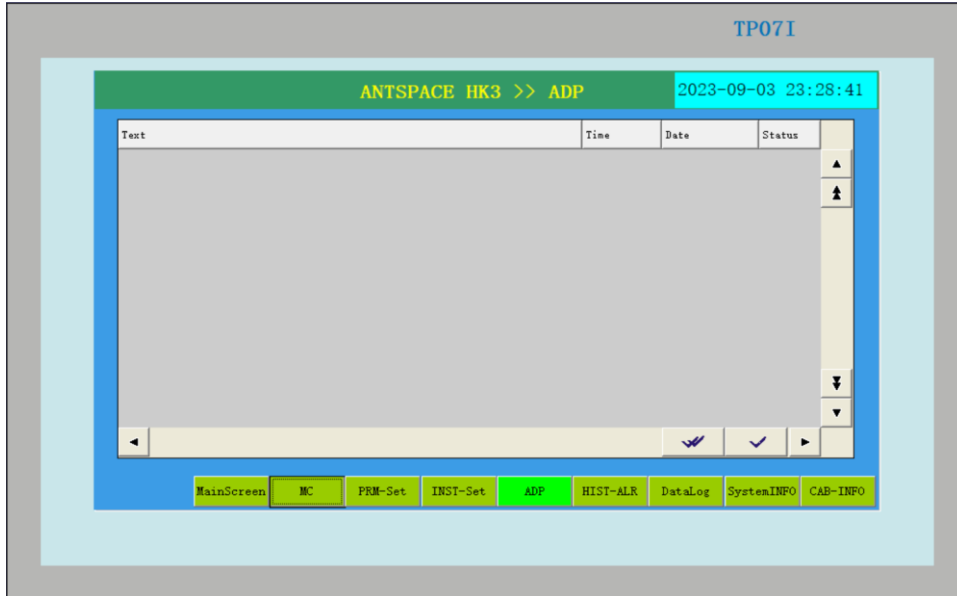 TP07I
ANTSPACE HK3 >> ADP 2023-09-03 23:28:41
Text Time Date Status
MainScreen MC PRM-Set INST-Set ADP HIST-ALR DataLog SystemINFO CAB-INFO